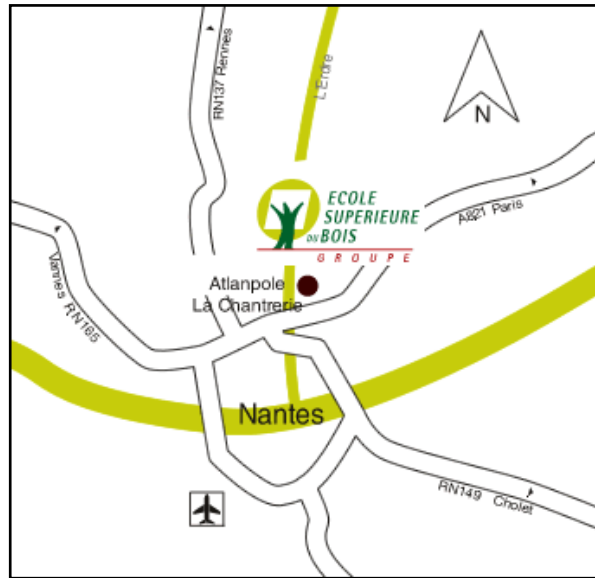 RN137 Rennes
L'Erdre
N
ECOLE
SUPERIEURE
DU BOIS
GROUPE
A821 Paris
Vannes RN165
Atlanpole
La Chantrerie
Nantes
RN149 Cholet